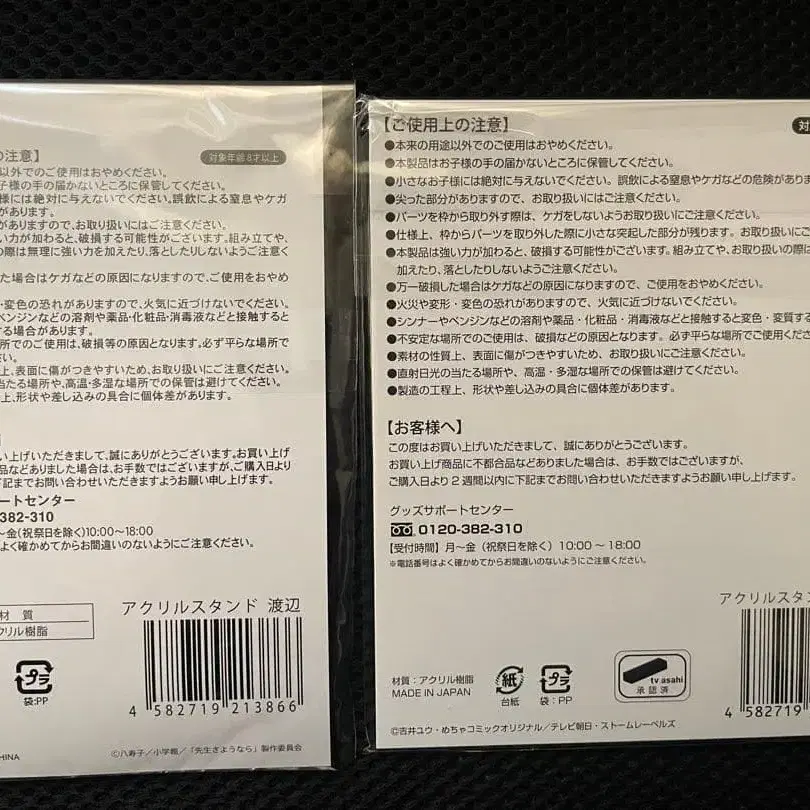 の注意】
対象年齢8才以上
以外でのご使用はおやめください。
子様の手の届かないところに保管してください。
様には絶対に与えないでください。誤飲による窒息やケガ
があります。
がありますので、お取り扱いにはご注意ください。
い力が加わると、破損する可能性がございます。組み立てや、
の際は無理に強い力を加えたり、落としたりしないようご注意く
た場合はケガなどの原因になりますので、ご使用をおやめ
・変色の恐れがありますので、火気に近づけないでください。
ベンジンなどの溶剤や薬品・化粧品・消毒液などと接触すると
する場合があります。
所でのご使用は、破損等の原因となります。必ず平らな場所で
い。
上、表面に傷がつきやすいため、お取り扱いにご注意ください。
当たる場所や、高温・多湿な場所での保管は避けてください。
上、形状や差し込みの具合に個体差があります。
い上げいただきまして、誠にありがとうございます。お買い上げ
品などありました場合は、お手数ではございますが、ご購入日より
下記までお問い合わせいただきますようお願い申し上げます。
ポートセンター
382-310
～金(祝祭日を除く)10:00～18:00
よく確かめてからお間違いのないようにご注意ください。
材 質
クリル樹脂
アクリルスタンド 渡辺
プラ
袋:PP
4 582719 213866
HINA
©八寿子／小学館／「先生さようなら」製作委員会
【ご使用上の注意】
対
●本来の用途以外でのご使用はおやめください。
●本製品はお子様の手の届かないところに保管してください。
●小さなお子様には絶対に与えないでください。誤飲による窒息やケガなどの危険がありま
●尖った部分がありますので、お取り扱いにはご注意ください。
●パーツを枠から取り外す際は、ケガをしないようお取り扱いにご注意ください。
●仕様上、枠からパーツを取り外した際に小さな突起した部分が残ります。お取り扱いにご
●本製品は強い力が加わると、破損する可能性がございます。組み立てや、お取り扱いの際は
加えたり、落としたりしないようご注意ください。
●万一破損した場合はケガなどの原因になりますので、ご使用をおやめください。
●火災や変形・変色の恐れがありますので、火気に近づけないでください。
●シンナーやベンジンなどの溶剤や薬品・化粧品・消毒液などと接触すると変色・変質する
●不安定な場所でのご使用は、破損などの原因となります。必ず平らな場所でご使用くださ
●素材の性質上、表面に傷がつきやすいため、お取り扱いにご注意ください。
●直射日光の当たる場所や、高温・多湿な場所での保管は避けてください。
●製造の工程上、形状や差し込みの具合に個体差があります。
【お客様へ】
この度はお買い上げいただきまして、誠にありがとうございます。
お買い上げ商品に不都合品などありました場合は、お手数ではございますが、
ご購入日より2週間以内に下記までお問い合わせいただきますようお願い申し上げます。
グッズサポートセンター
0120-382-310
【受付時間】月～金（祝祭日を除く）10:00～18:00
※電話番号はよく確かめてからお間違いのないようにご注意ください。
アクリルスタン
材質：アクリル樹脂
MADE IN JAPAN
紙
台紙
プラ
袋：PP
tv asahi
承認済
4 582719
©吉井ユウ・めちゃコミックオリジナル／テレビ朝日・ストームレーベルズ